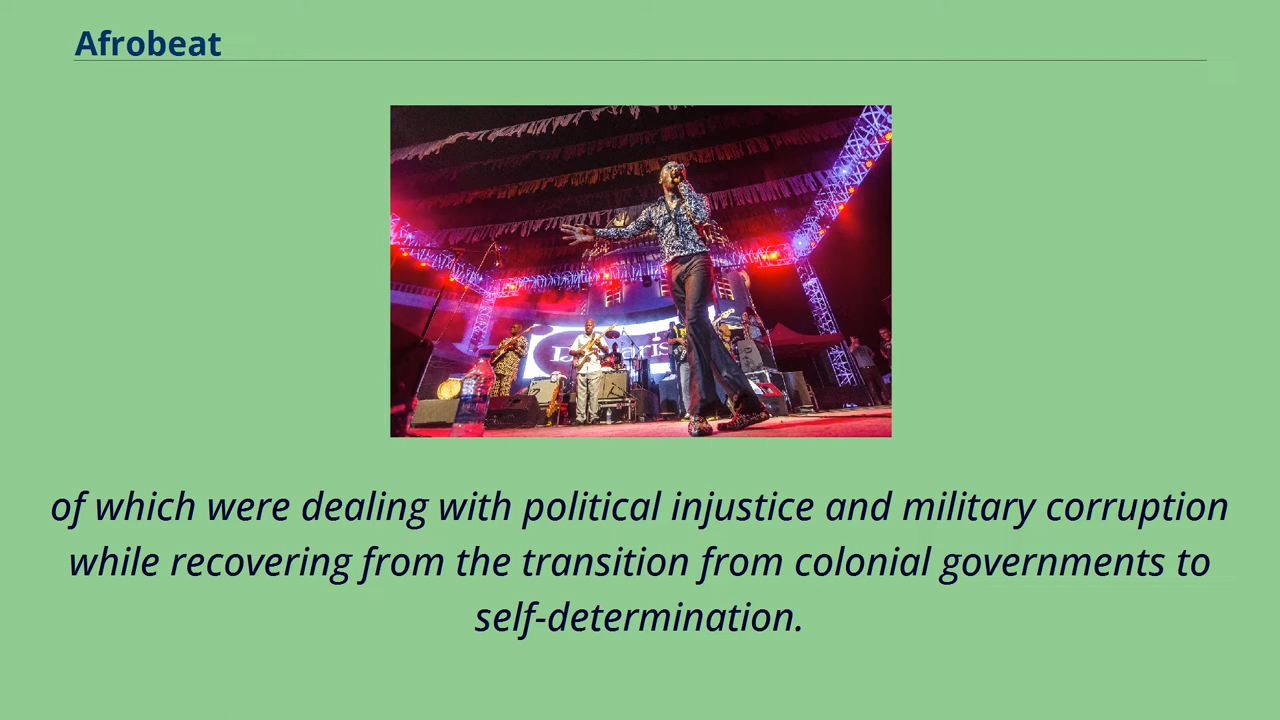 Afrobeat
of which were dealing with political injustice and military corruption
while recovering from the transition from colonial governments to
self-determination.